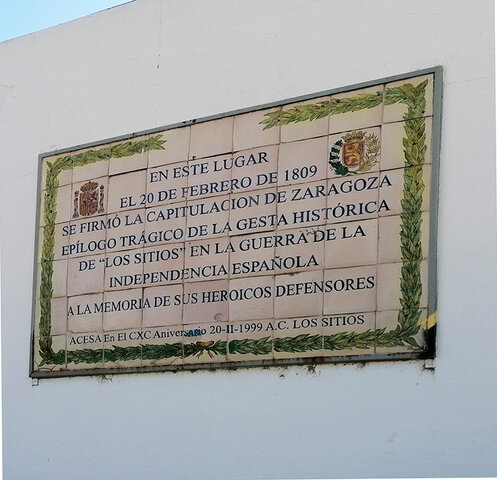 EN ESTE LUGAR
EL 20 DE FEBRERO DE 1809
SE FIRMÓ LA CAPITULACION DE ZARAGOZA
EPÍLOGO TRÁGICO DE LA GESTA HISTÓRICA
DE "LOS SITIOS" EN LA GUERRA DE LA
INDEPENDENCIA ESPAÑOLA
A LA MEMORIA DE SUS HEROICOS DEFENSORES
ACESA En El CXC Aniversario 20-II-1999 A.C. LOS SITIOS